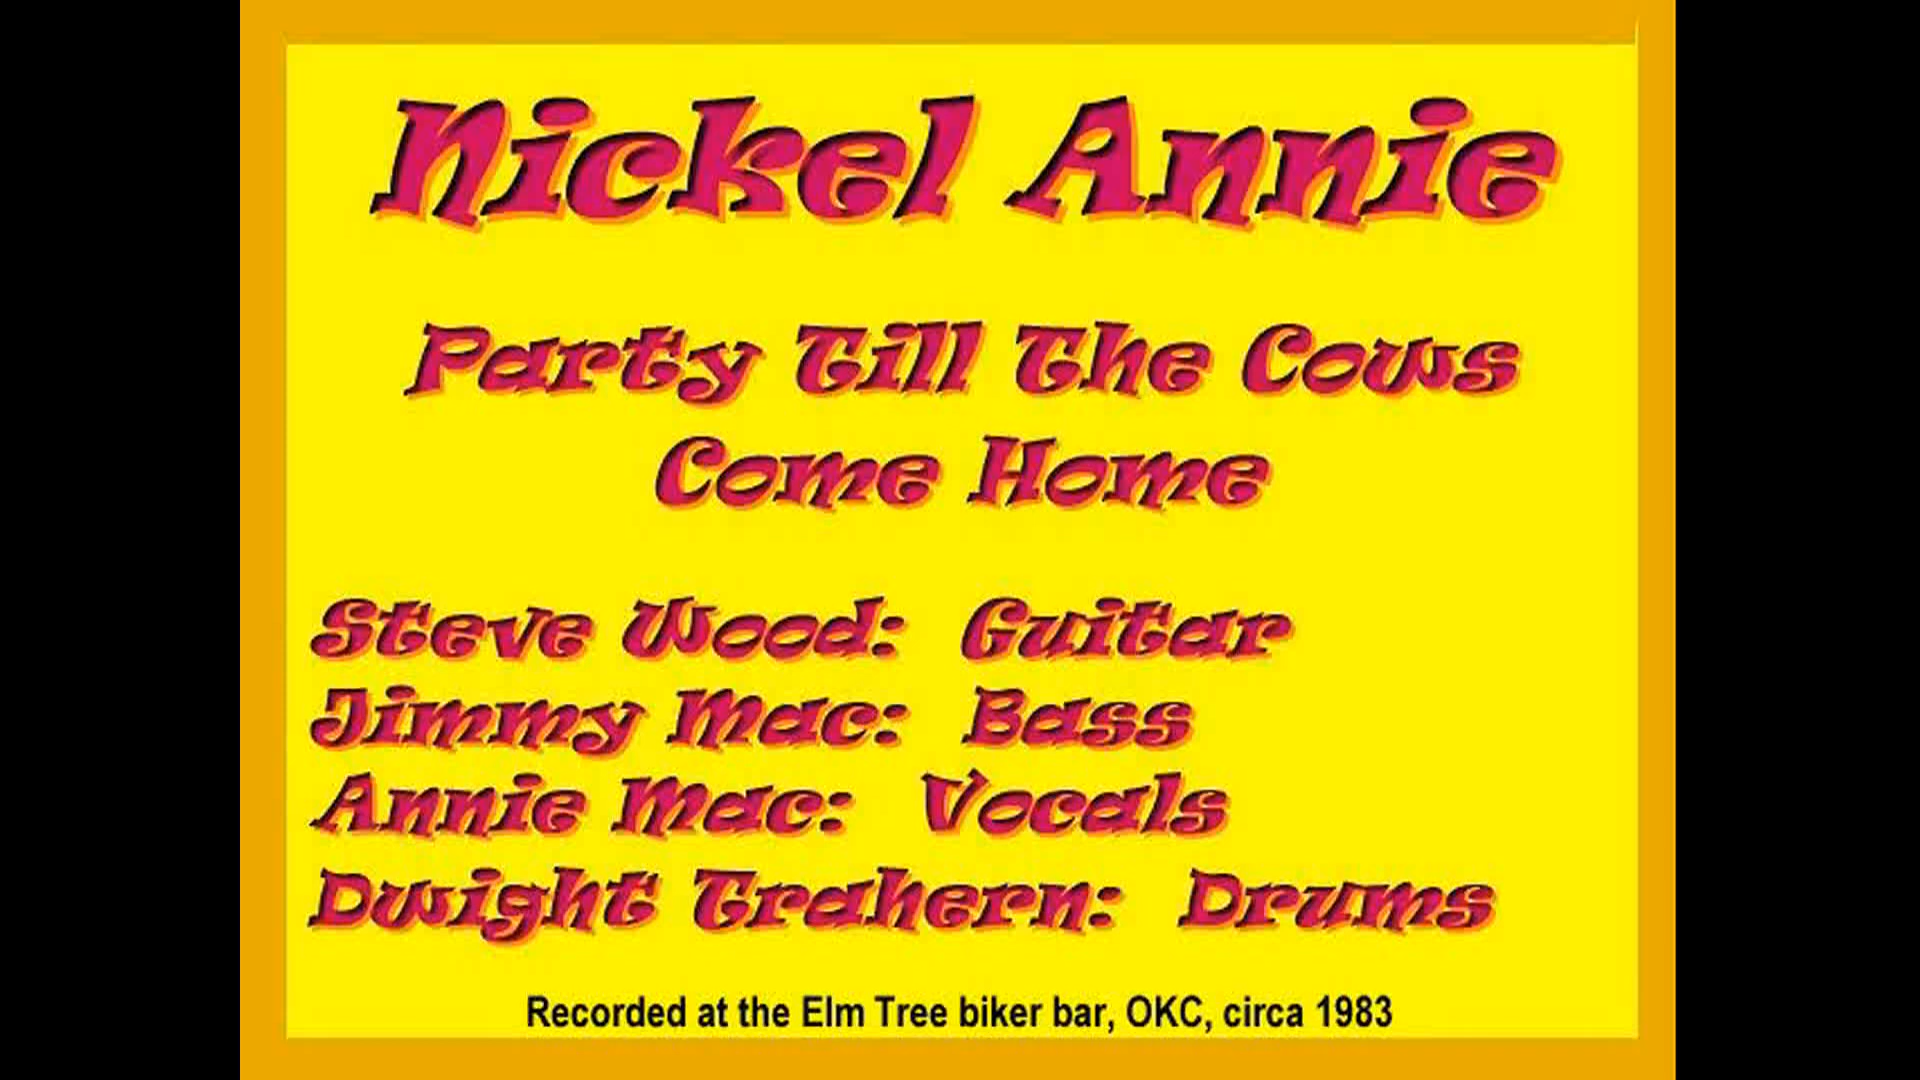 Nickel Annie
Party Till The Cows
Come Home
Steve Wood: Guitar
Jimmy Mac: Bass
Annie Mac: Vocals
Dwight Trahern: Drums
Recorded at the Elm Tree biker bar, OKC, circa 1983